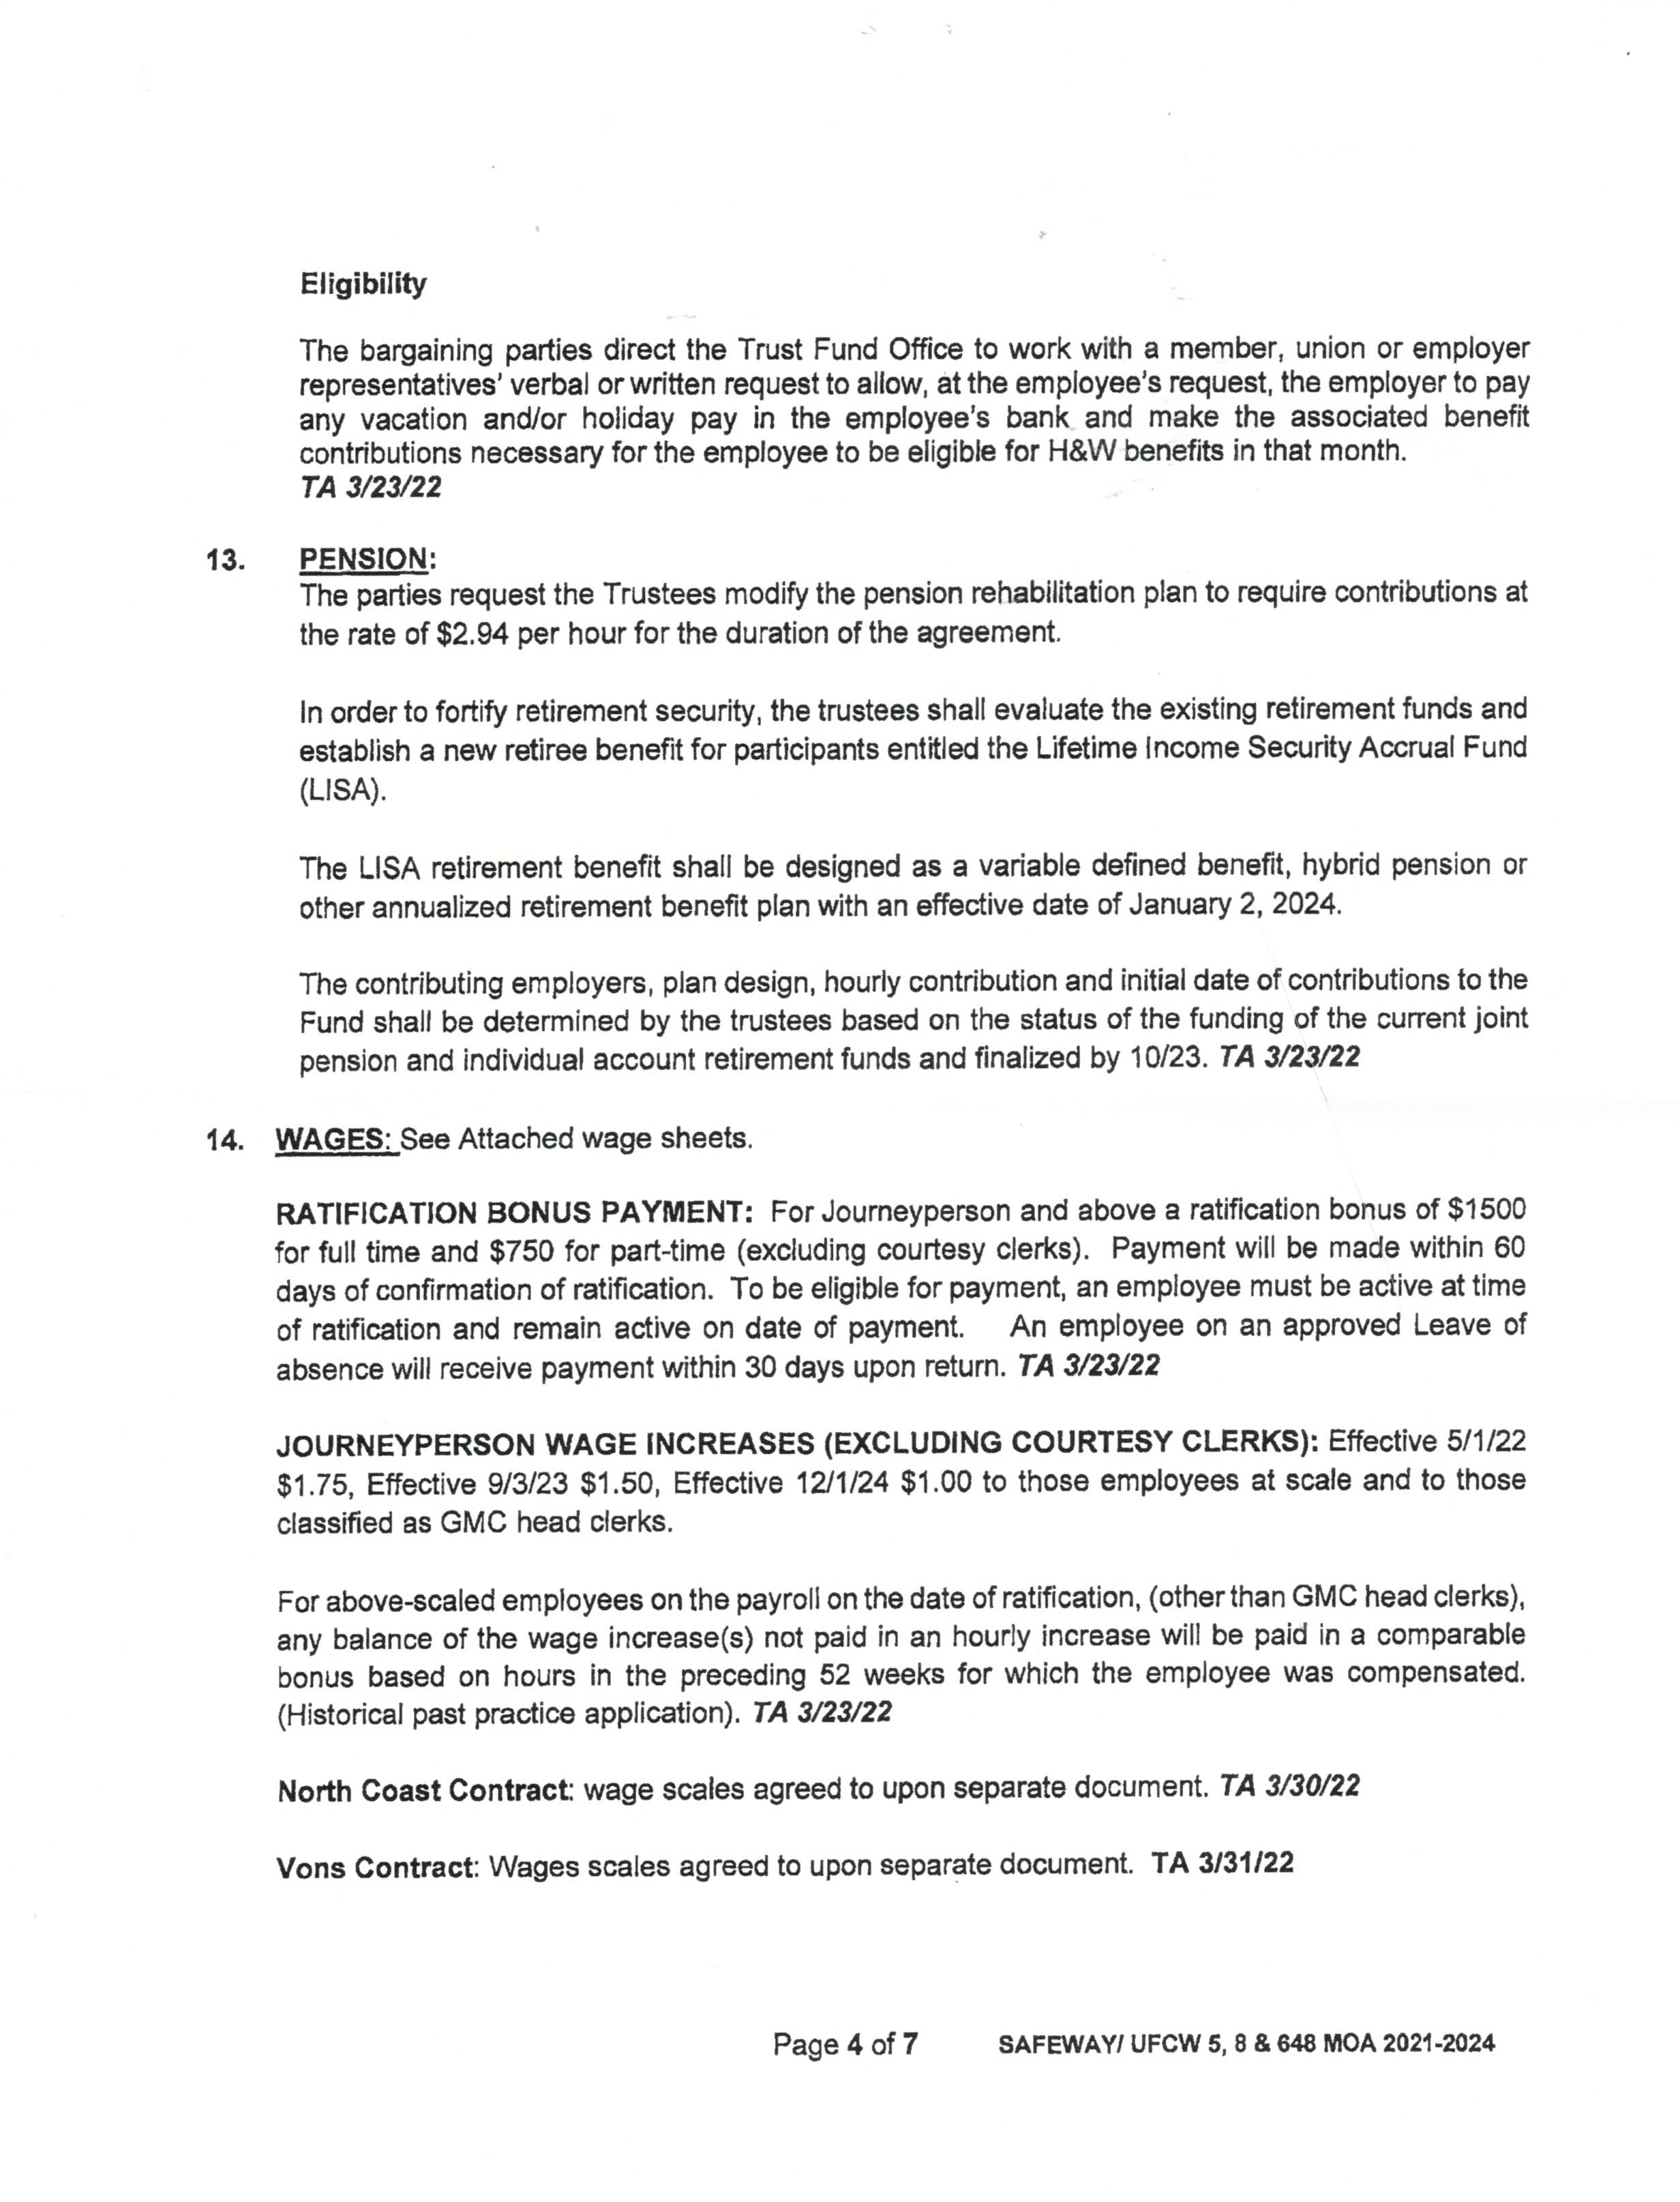 Eligibility
The bargaining parties direct the Trust Fund Office to work with a member, union or employer
representatives' verbal or written request to allow, at the employee's request, the employer to pay
any vacation and/or holiday pay in the employee's bank and make the associated benefit
contributions necessary for the employee to be eligible for H&W benefits in that month.
TA 3/23/22
13. PENSION:
The parties request the Trustees modify the pension rehabilitation plan to require contributions at
the rate of $2.94 per hour for the duration of the agreement.
In order to fortify retirement security, the trustees shall evaluate the existing retirement funds and
establish a new retiree benefit for participants entitled the Lifetime Income Security Accrual Fund
(LISA).
The LISA retirement benefit shall be designed as a variable defined benefit, hybrid pension or
other annualized retirement benefit plan with an effective date of January 2, 2024.
The contributing employers, plan design, hourly contribution and initial date of contributions to the
Fund shall be determined by the trustees based on the status of the funding of the current joint
pension and individual account retirement funds and finalized by 10/23. TA 3/23/22
14. WAGES: See Attached wage sheets.
RATIFICATION BONUS PAYMENT: For Journeyperson and above a ratification bonus of $1500
for full time and $750 for part-time (excluding courtesy clerks). Payment will be made within 60
days of confirmation of ratification. To be eligible for payment, an employee must be active at time
of ratification and remain active on date of payment. An employee on an approved Leave of
absence will receive payment within 30 days upon return. TA 3/23/22
JOURNEYPERSON WAGE INCREASES (EXCLUDING COURTESY CLERKS): Effective 5/1/22
$1.75, Effective 9/3/23 $1.50, Effective 12/1/24 $1.00 to those employees at scale and to those
classified as GMC head clerks.
For above-scaled employees on the payroll on the date of ratification, (other than GMC head clerks),
any balance of the wage increase(s) not paid in an hourly increase will be paid in a comparable
bonus based on hours in the preceding 52 weeks for which the employee was compensated.
(Historical past practice application). TA 3/23/22
North Coast Contract: wage scales agreed to upon separate document. TA 3/30/22
Vons Contract: Wages scales agreed to upon separate document. TA 3/31/22
Page 4 of 7 SAFEWAY/ UFCW 5, 8 & 648 MOA 2021-2024